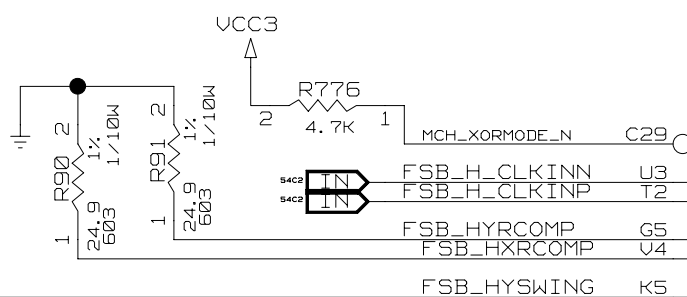 VCC3
R776
2
4.7K
1
MCH_XORMODE_N
C29
2
1%
1/10W
R90
24.9
603
1
2
1%
1/10W
R91
24.9
603
1
54C2
IN
FSB_H_CLKINN
U3
54C2
IN
FSB_H_CLKINP
T2
FSB_HYRCOMP
G5
FSB_HXRCOMP
V4
FSB_HYSWING
K5